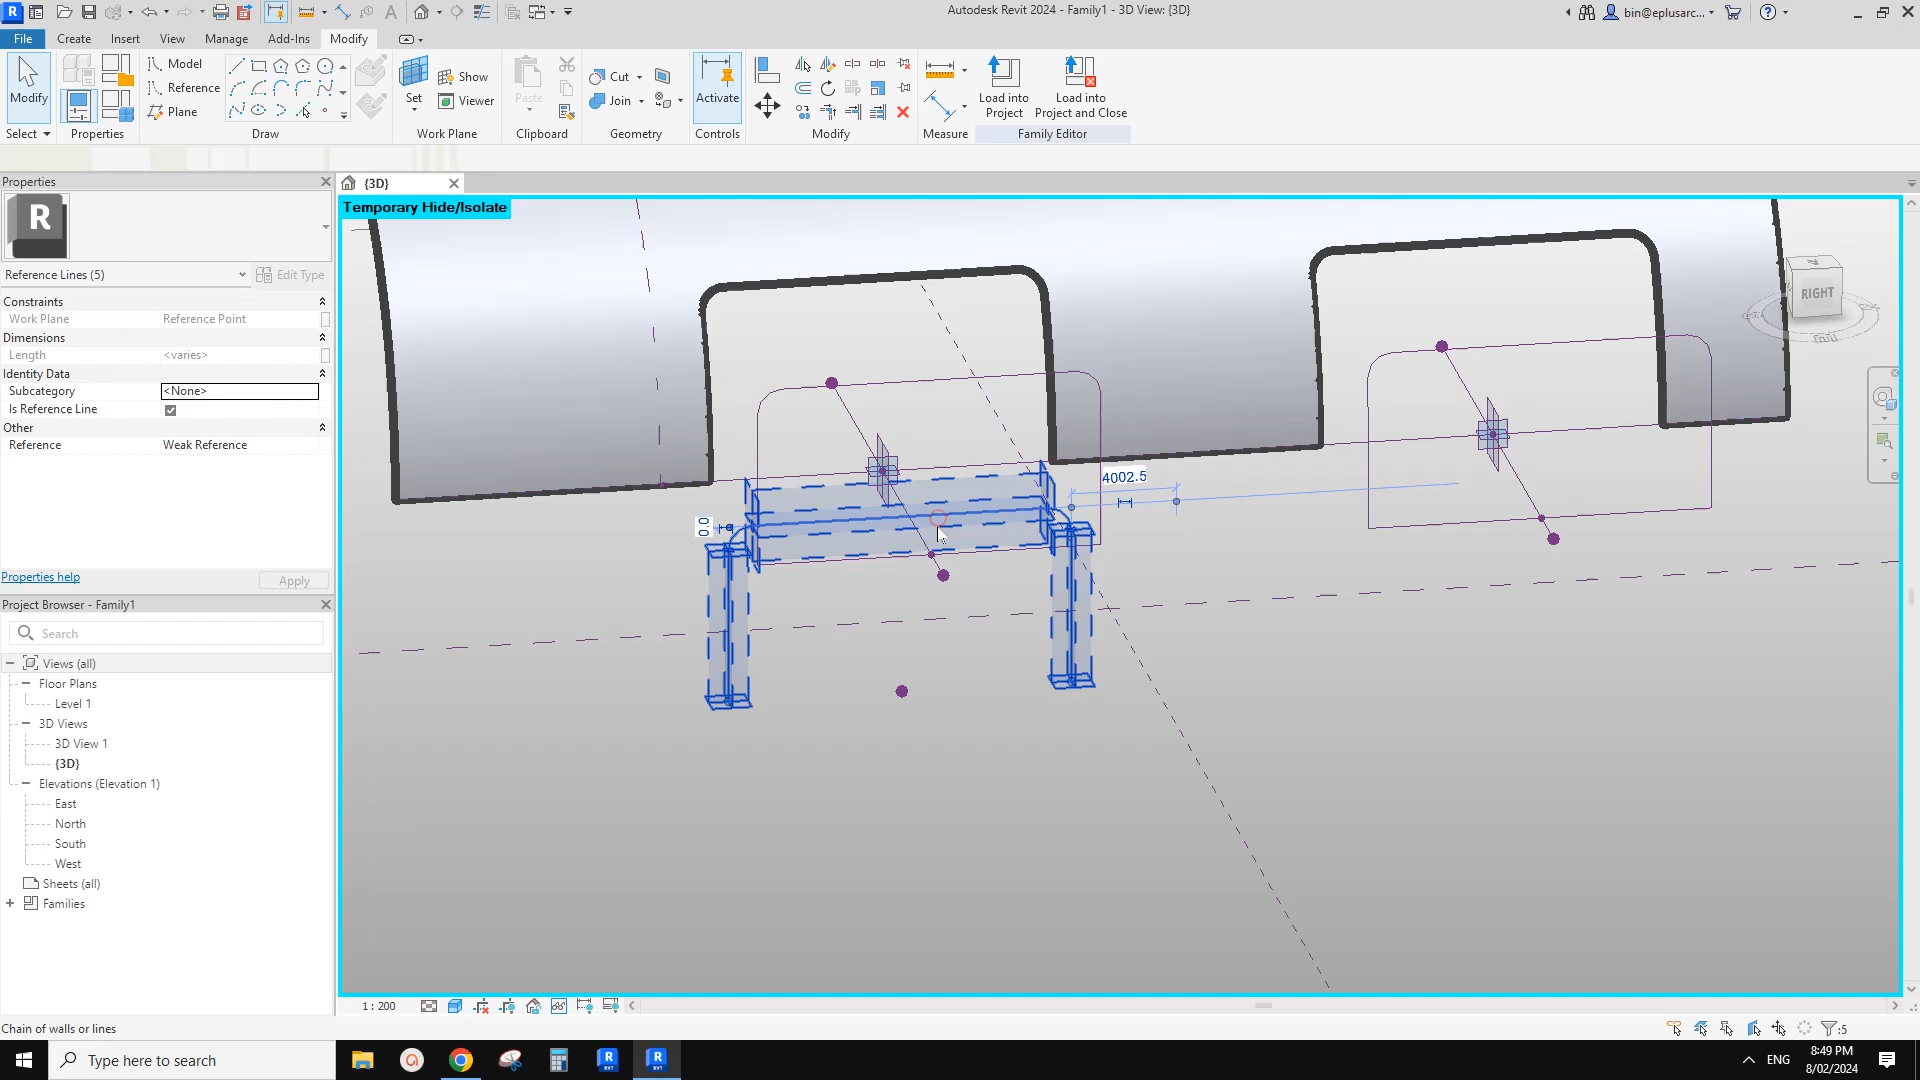 Autodesk Revit 2024 - Family1 - 3D View: {3D}
bin@eplusarc...
File
Create
Insert
View
Manage
Add-Ins
Modify
Modify
Select
Properties
Model
Reference
Plane
Draw
Set
Show
Viewer
Work Plane
Paste
Clipboard
Cut
Join
Geometry
Activate
Controls
Modify
Measure
Load into
Project
Load into
Project and Close
Family Editor
Properties
R
Reference Lines (5)
Edit Type
Constraints
Work Plane
Reference Point
Dimensions
Length
<varies>
Identity Data
Subcategory
<None>
Is Reference Line
Other
Reference
Weak Reference
Properties help
Apply
Project Browser - Family1
Search
Views (all)
Floor Plans
Level 1
3D Views
3D View 1
{3D}
Elevations (Elevation 1)
East
North
South
West
Sheets (all)
Families
{3D}
Temporary Hide/Isolate
RIGHT
4002.5
0.0
1 : 200
Chain of walls or lines
:5
Type here to search
ENG
8:49 PM
8/02/2024